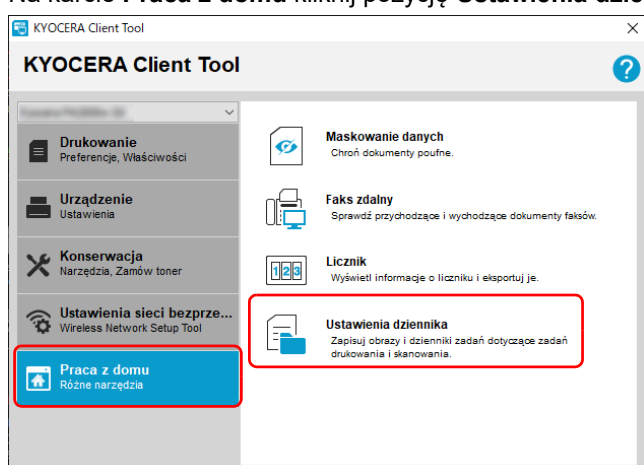 KYOCERA Client Tool
KYOCERA Client Tool
?
Drukowanie
Preferencje, Właściwości
Urządzenie
Ustawienia
Konserwacja
Narzędzia, Zamów toner
Ustawienia sieci bezprze...
Wireless Network Setup Tool
Praca z domu
Różne narzędzia
Maskowanie danych
Chroń dokumenty poufne.
Faks zdalny
Sprawdź przychodzące i wychodzące dokumenty faksów.
123
Licznik
Wyświetl informacje o liczniku i eksportuj je.
Ustawienia dziennika
Zapisuj obrazy i dzienniki zadań dotyczące zadań
drukowania i skanowania.